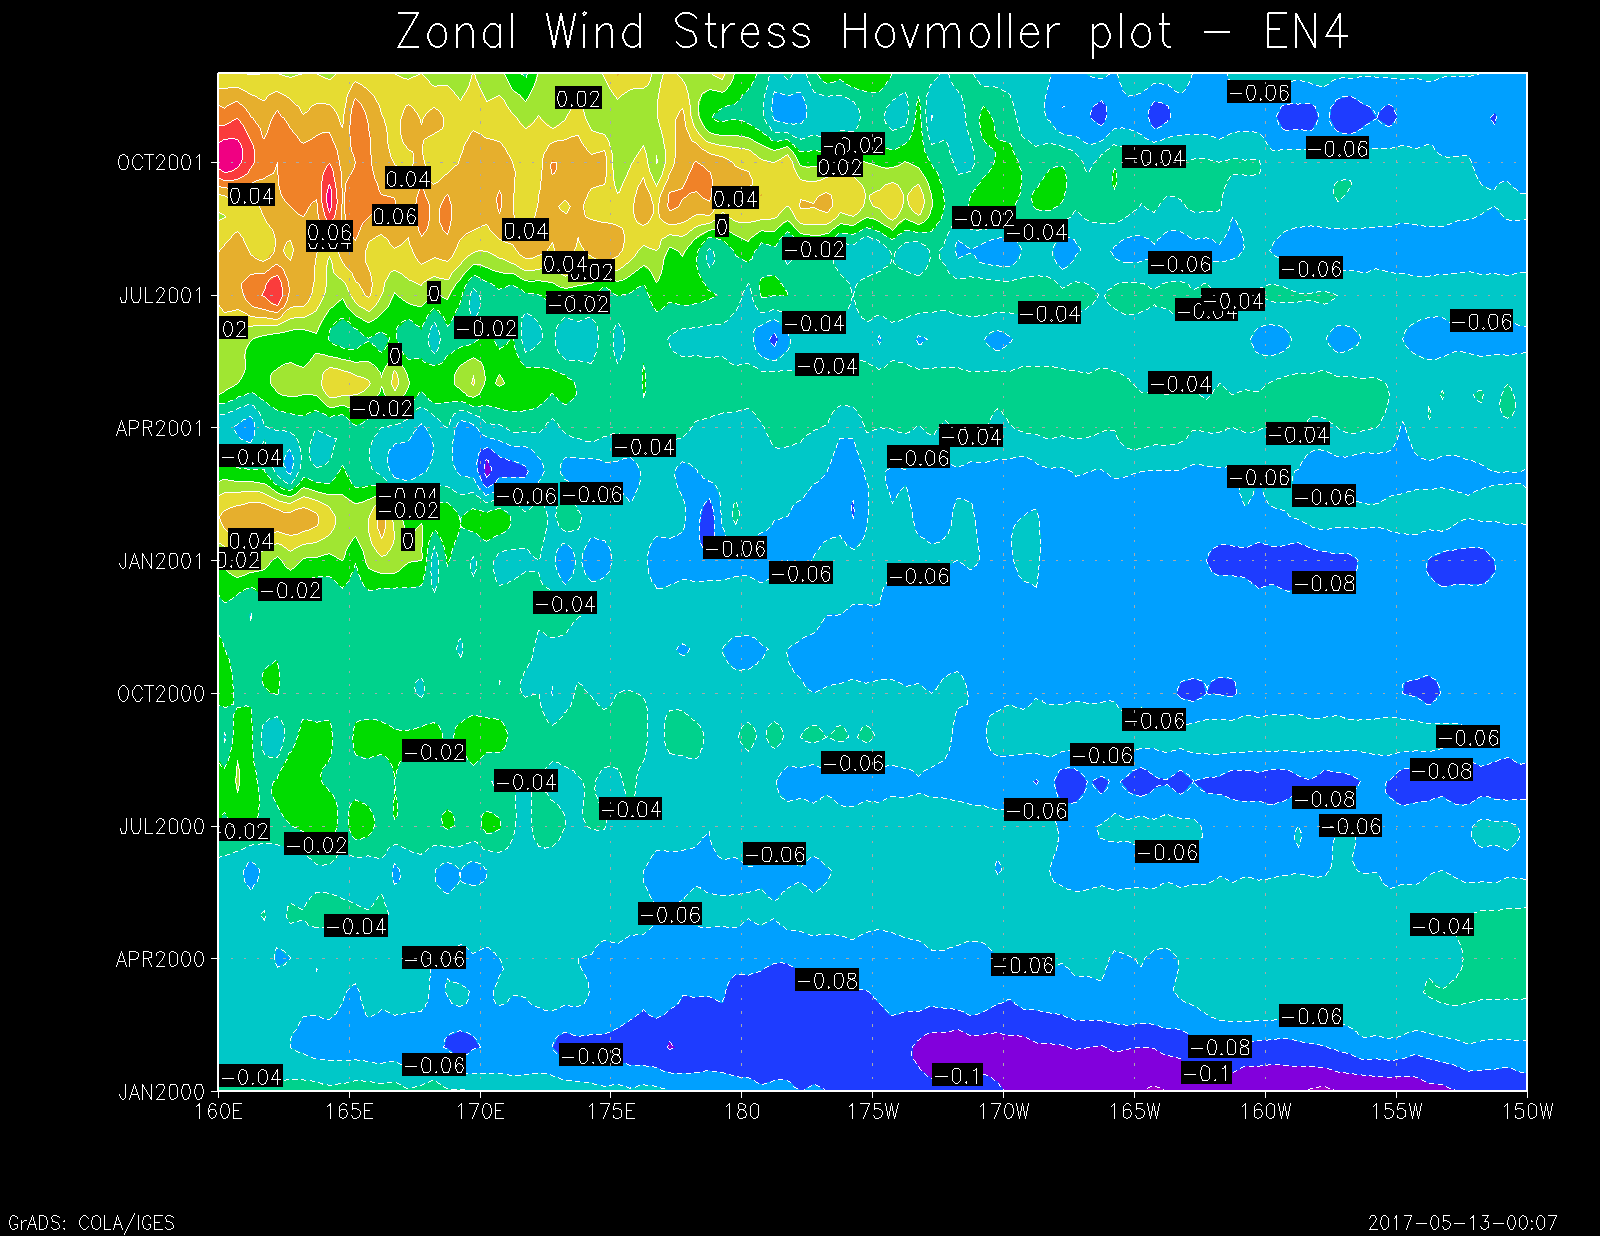 Zonal Wind Stress Hovmoller plot - EN4
0.02 -0.06
-0.02 0.02 -0.06
OCT2001 0 0.02 -0.04
0.04 0.04 0.04
0.06 -0.02
0.06 0.04 0 -0.04
0.04 -0.02
0.04 0.02 -0.06 -0.06
JUL2001 0 -0.02 -0.04 -0.04 -0.04
02 -0.02 -0.04 -0.06
0 -0.04
-0.04
-0.02
APR2001 -0.04 -0.04
-0.04 -0.04 -0.06
-0.06
-0.04 -0.06 -0.06 -0.06
-0.02
0.04 0 -0.06
JAN2001 0.02 -0.06 -0.06 -0.08
-0.02 -0.04
OCT2000
-0.06
-0.02 -0.06 -0.06
-0.06
-0.04 -0.08
-0.04 -0.06 -0.08
JUL2000 -0.02 -0.06
-0.02 -0.06 -0.06
-0.06
-0.04 -0.04
APR2000 -0.06 -0.06
-0.08
-0.06
-0.08 -0.08
-0.04 -0.06 -0.1 -0.1
JAN2000
160E 165E 170E 175E 180 175W 170W 165W 160W 155W 150W
GrADS: COLA/IGES 2017-05-13-00:07